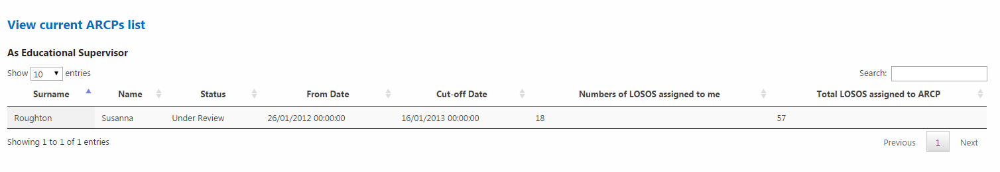 View current ARCPs list
As Educational Supervisor
Show 10 entries Search:
Surname Name Status From Date Cut-off Date Numbers of LOSOS assigned to me Total LOSOS assigned to ARCP
Roughton Susanna Under Review 26/01/2012 00:00:00 16/01/2013 00:00:00 18 57
Showing 1 to 1 of 1 entries Previous 1 Next